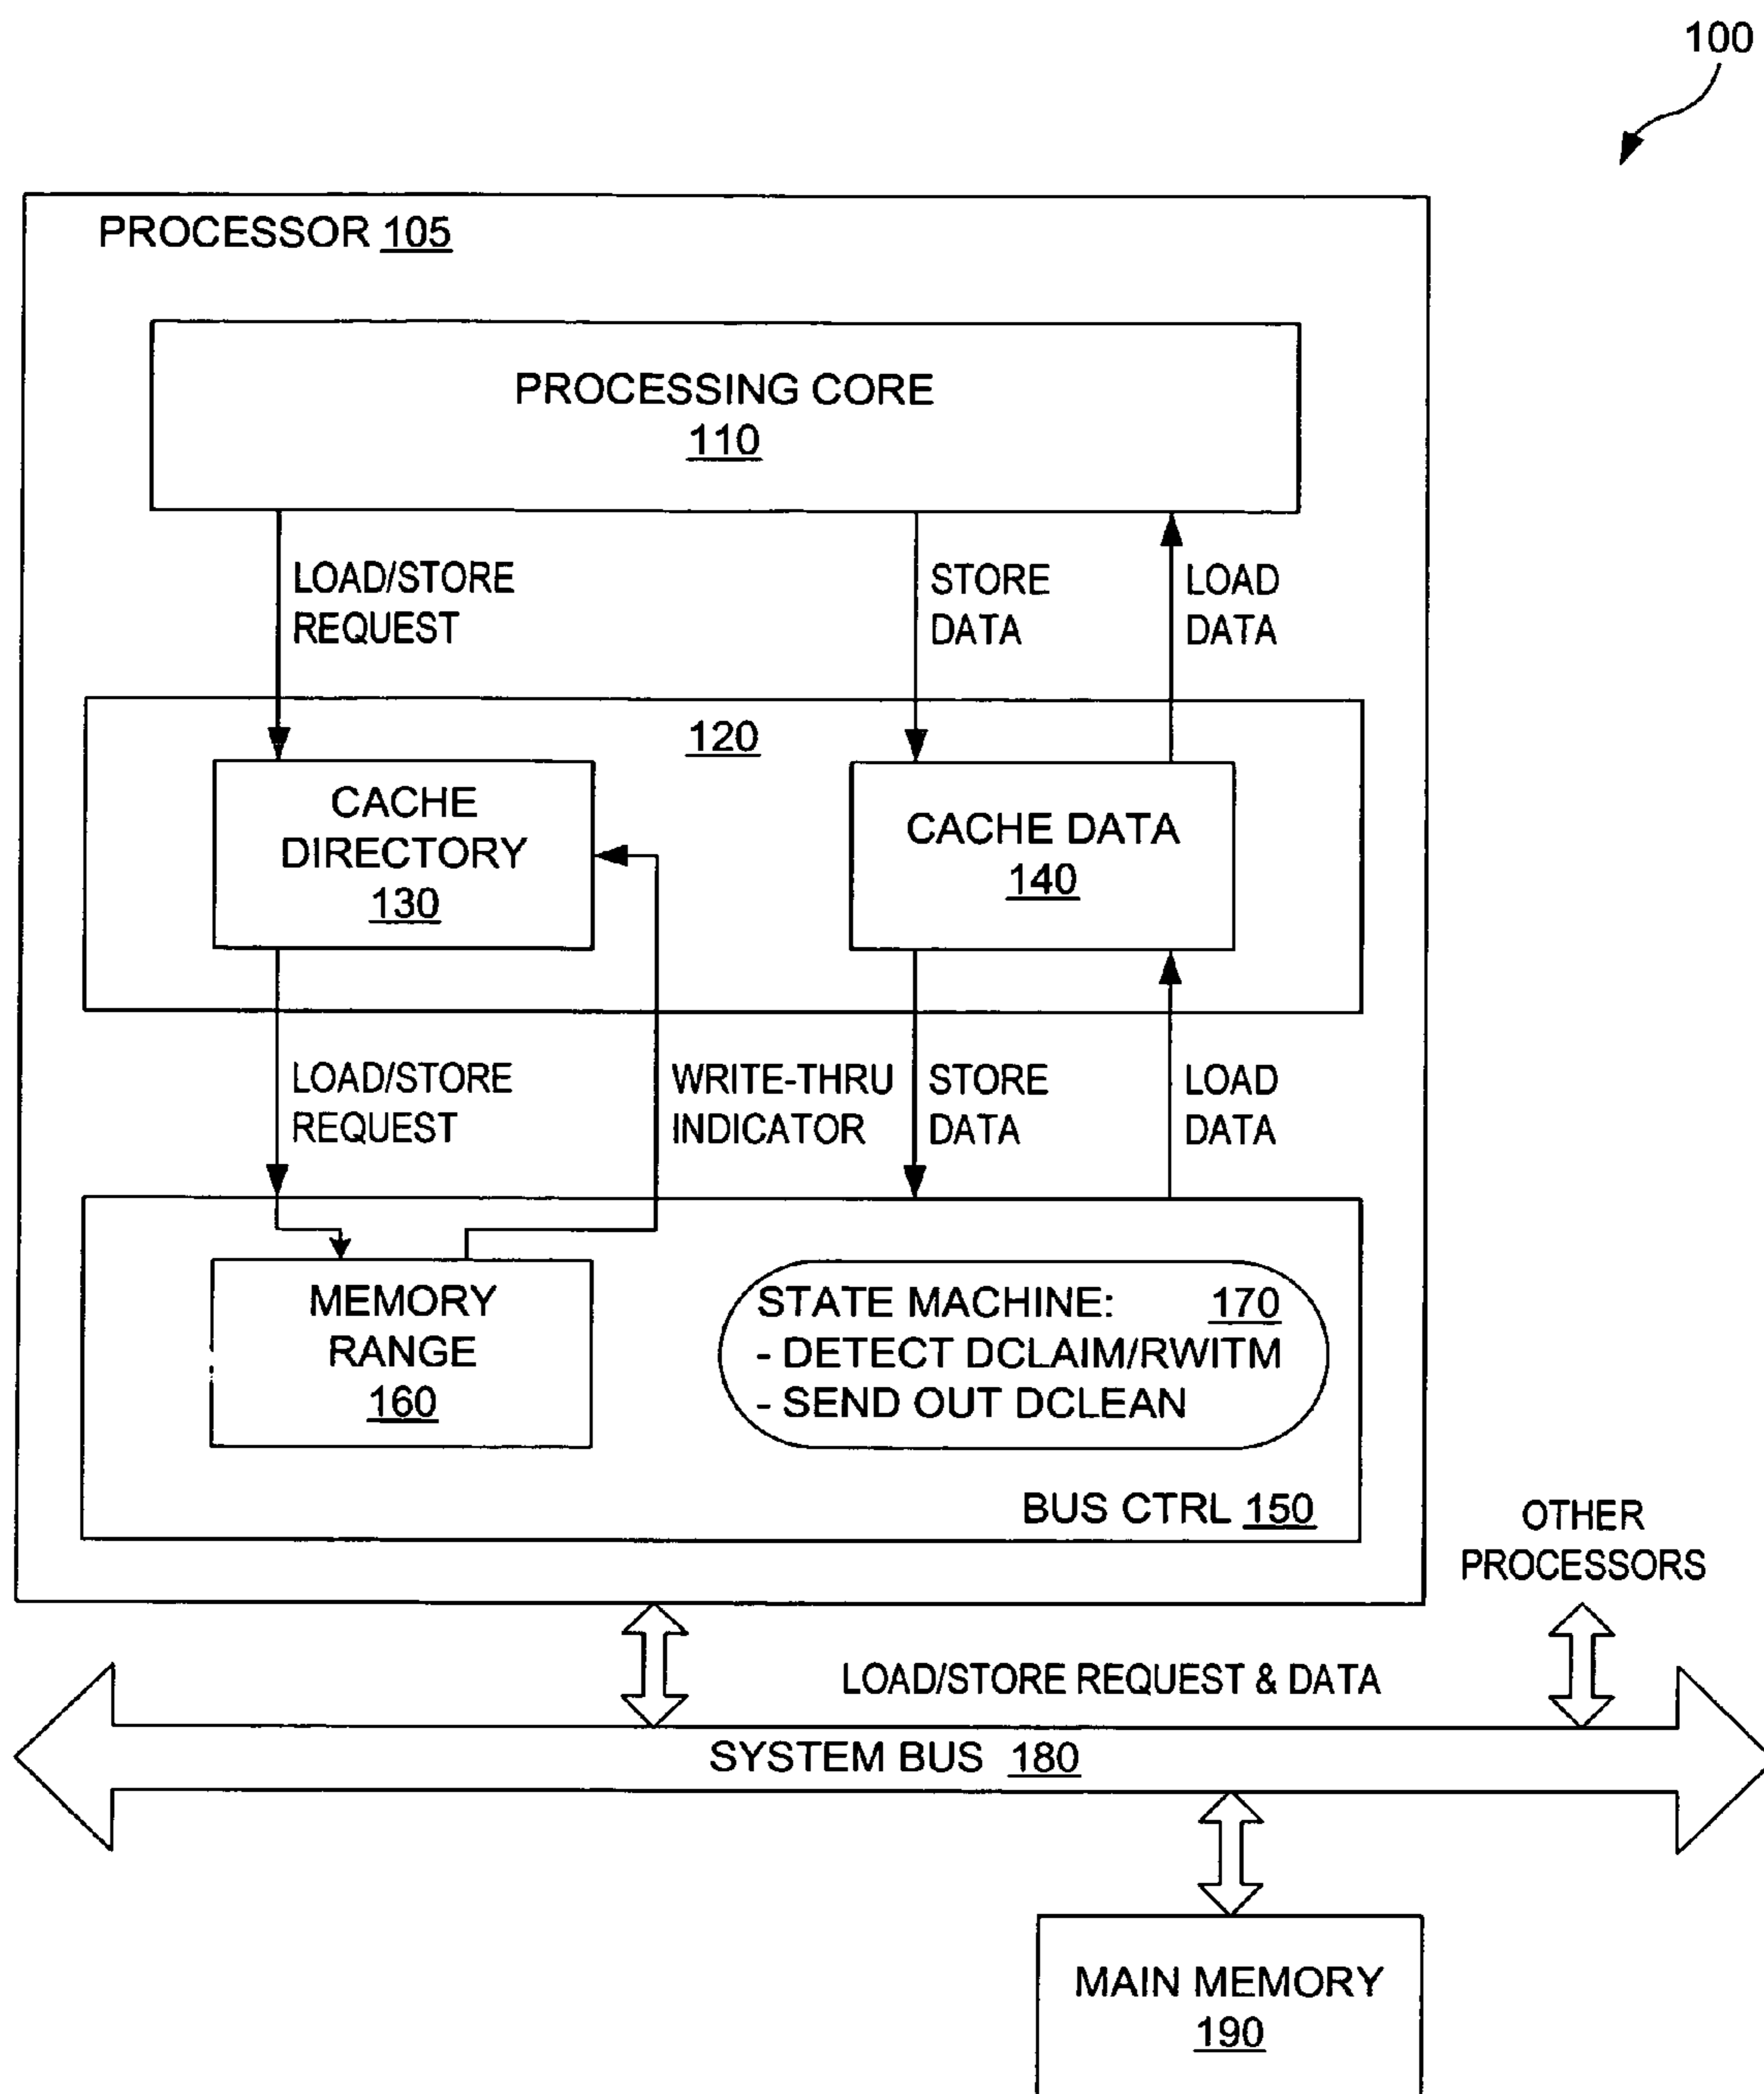 100
PROCESSOR 105
PROCESSING CORE
110
LOAD/STORE
REQUEST
STORE
DATA
LOAD
DATA
120
CACHE
DIRECTORY
130
CACHE DATA
140
LOAD/STORE
REQUEST
WRITE-THRU
INDICATOR
STORE
DATA
LOAD
DATA
MEMORY
RANGE
160
STATE MACHINE: 170
- DETECT DCLAIM/RWITM
- SEND OUT DCLEAN
BUS CTRL 150
OTHER
PROCESSORS
LOAD/STORE REQUEST & DATA
SYSTEM BUS 180
MAIN MEMORY
190